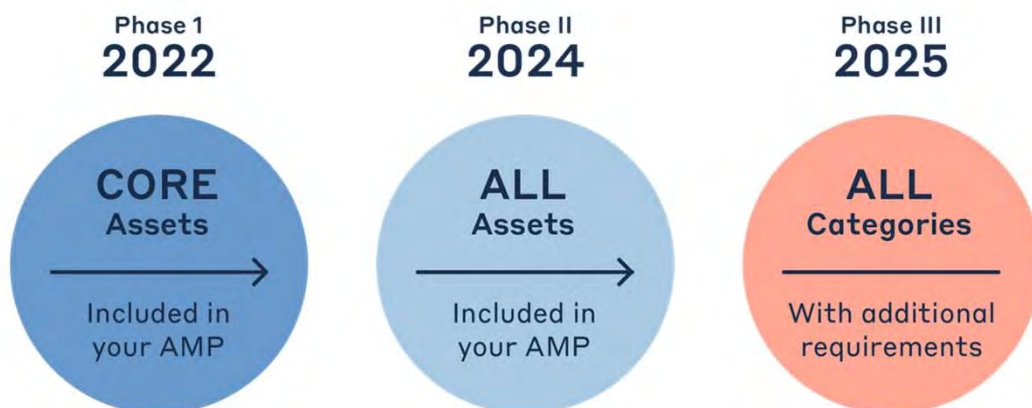 Phase 1
2022
CORE
Assets
Included in
your AMP
Phase II
2024
ALL
Assets
Included in
your AMP
Phase III
2025
ALL
Categories
With additional
requirements